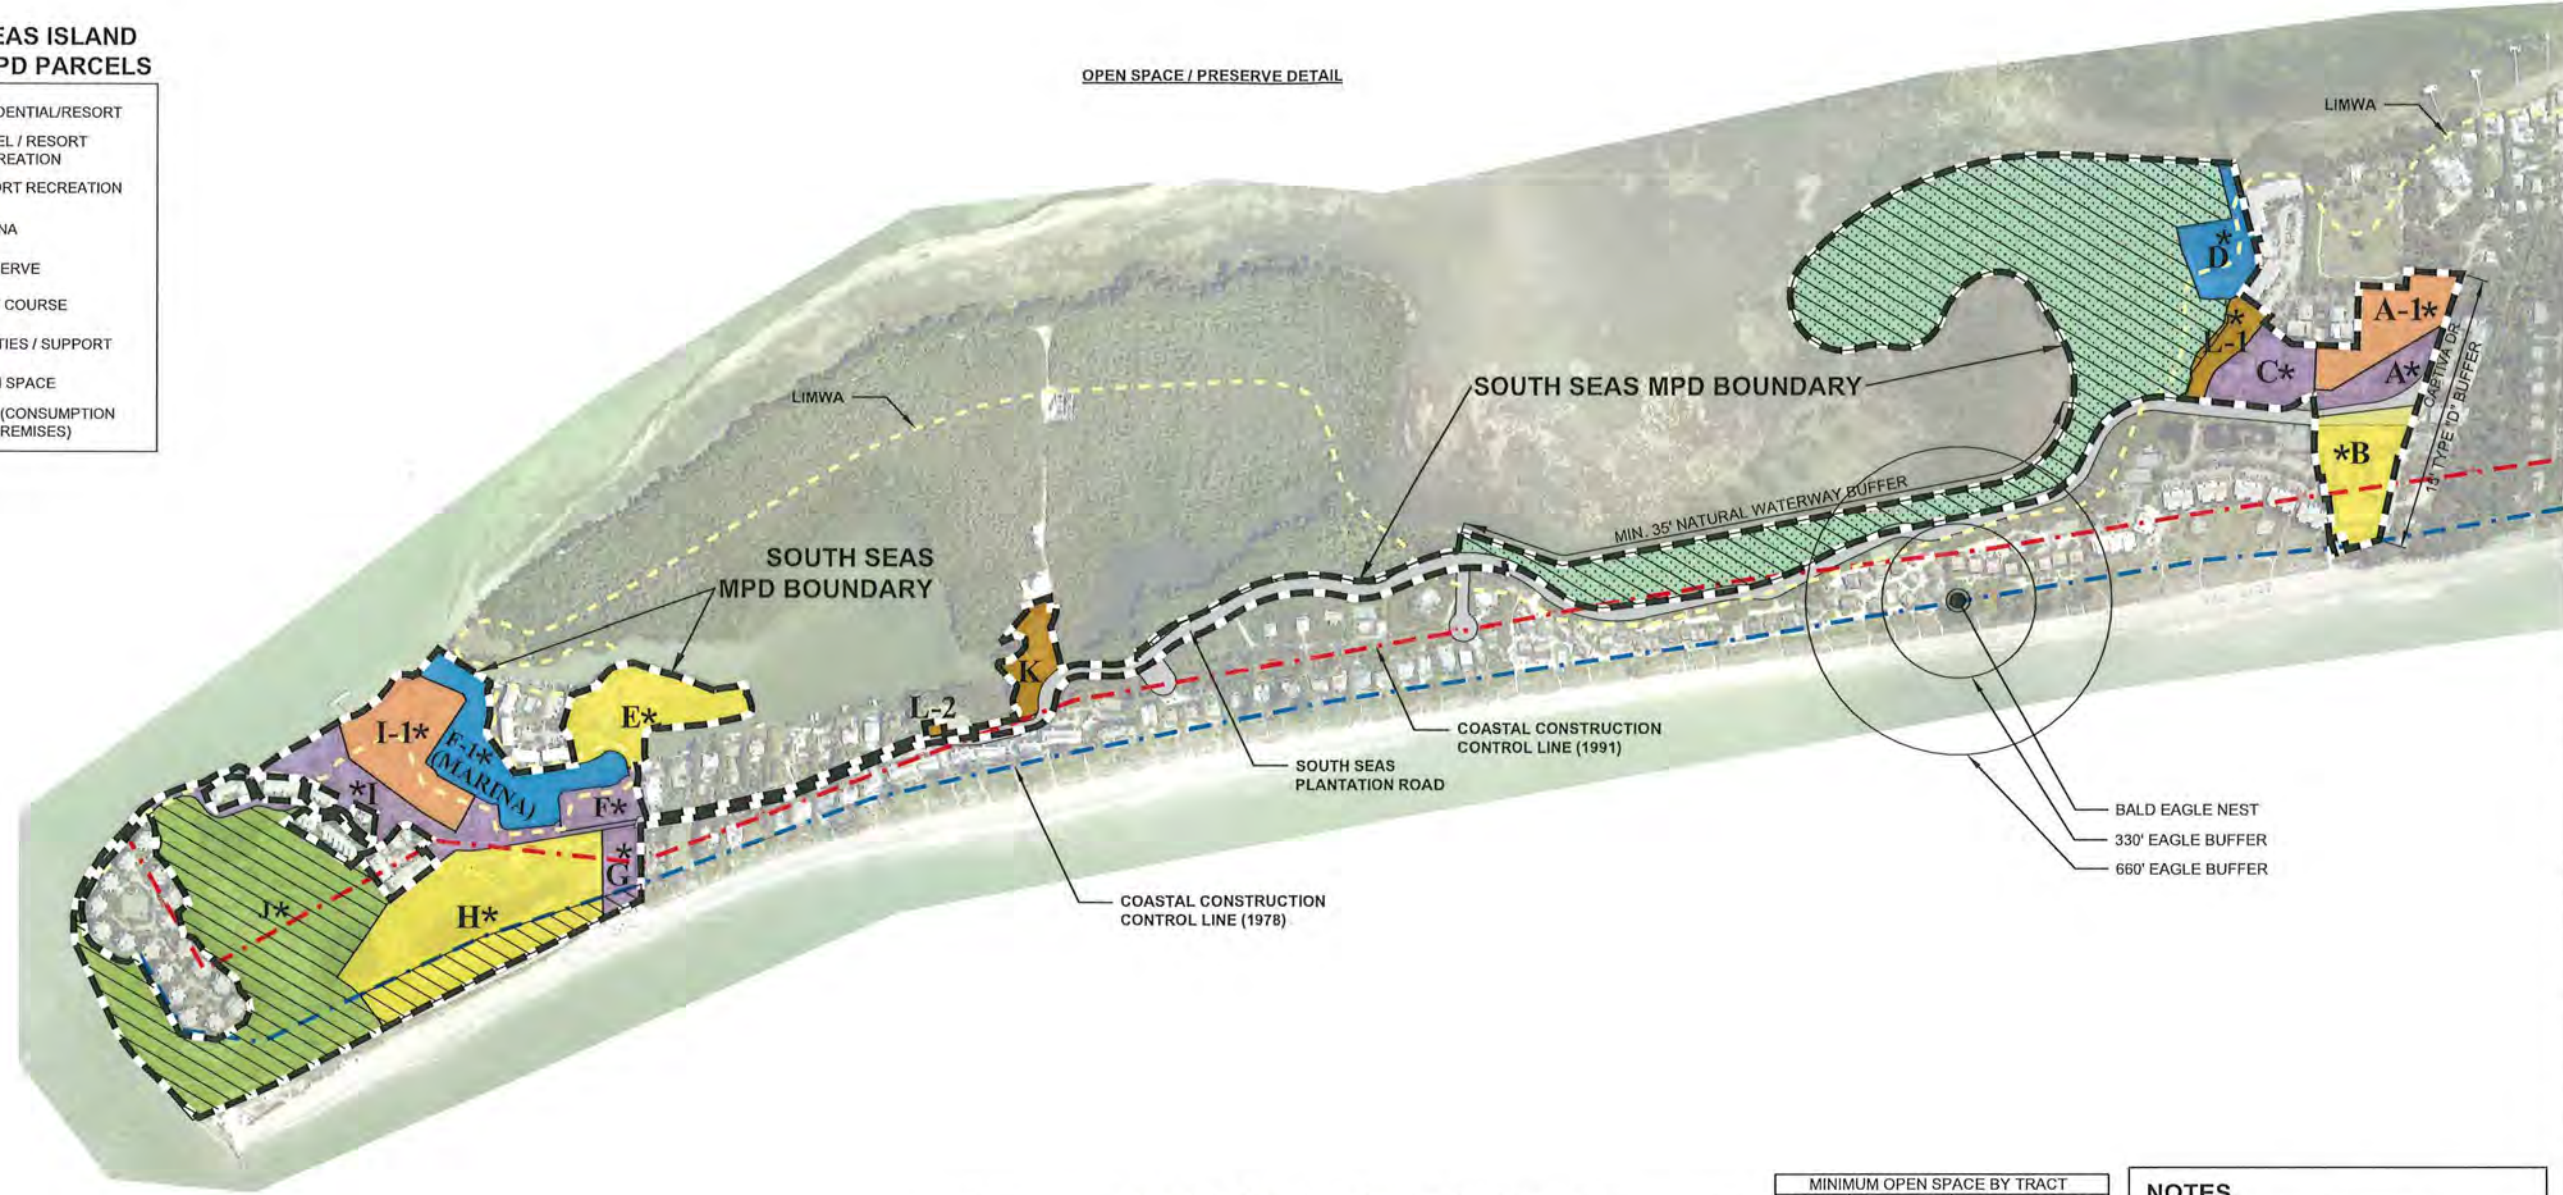 EAS ISLAND
PD PARCELS
DENTIAL/RESORT
EL / RESORT
REATION
RT RECREATION
NA
ERVE
COURSE
TIES / SUPPORT
SPACE
(CONSUMPTION
REMISES)
OPEN SPACE / PRESERVE DETAIL
LIMWA
D*
A-1*
L-1*
C*
A*
CAPTIVA DR
15' TYPE "D" BUFFER
*B
SOUTH SEAS MPD BOUNDARY
LIMWA
MIN. 35' NATURAL WATERWAY BUFFER
SOUTH SEAS
MPD BOUNDARY
K
L-2
E*
I-1*
F-1*
(MARINA)
*I
F*
G*
H*
J*
COASTAL CONSTRUCTION
CONTROL LINE (1991)
SOUTH SEAS
PLANTATION ROAD
BALD EAGLE NEST
330' EAGLE BUFFER
660' EAGLE BUFFER
COASTAL CONSTRUCTION
CONTROL LINE (1978)
MINIMUM OPEN SPACE BY TRACT
NOTES